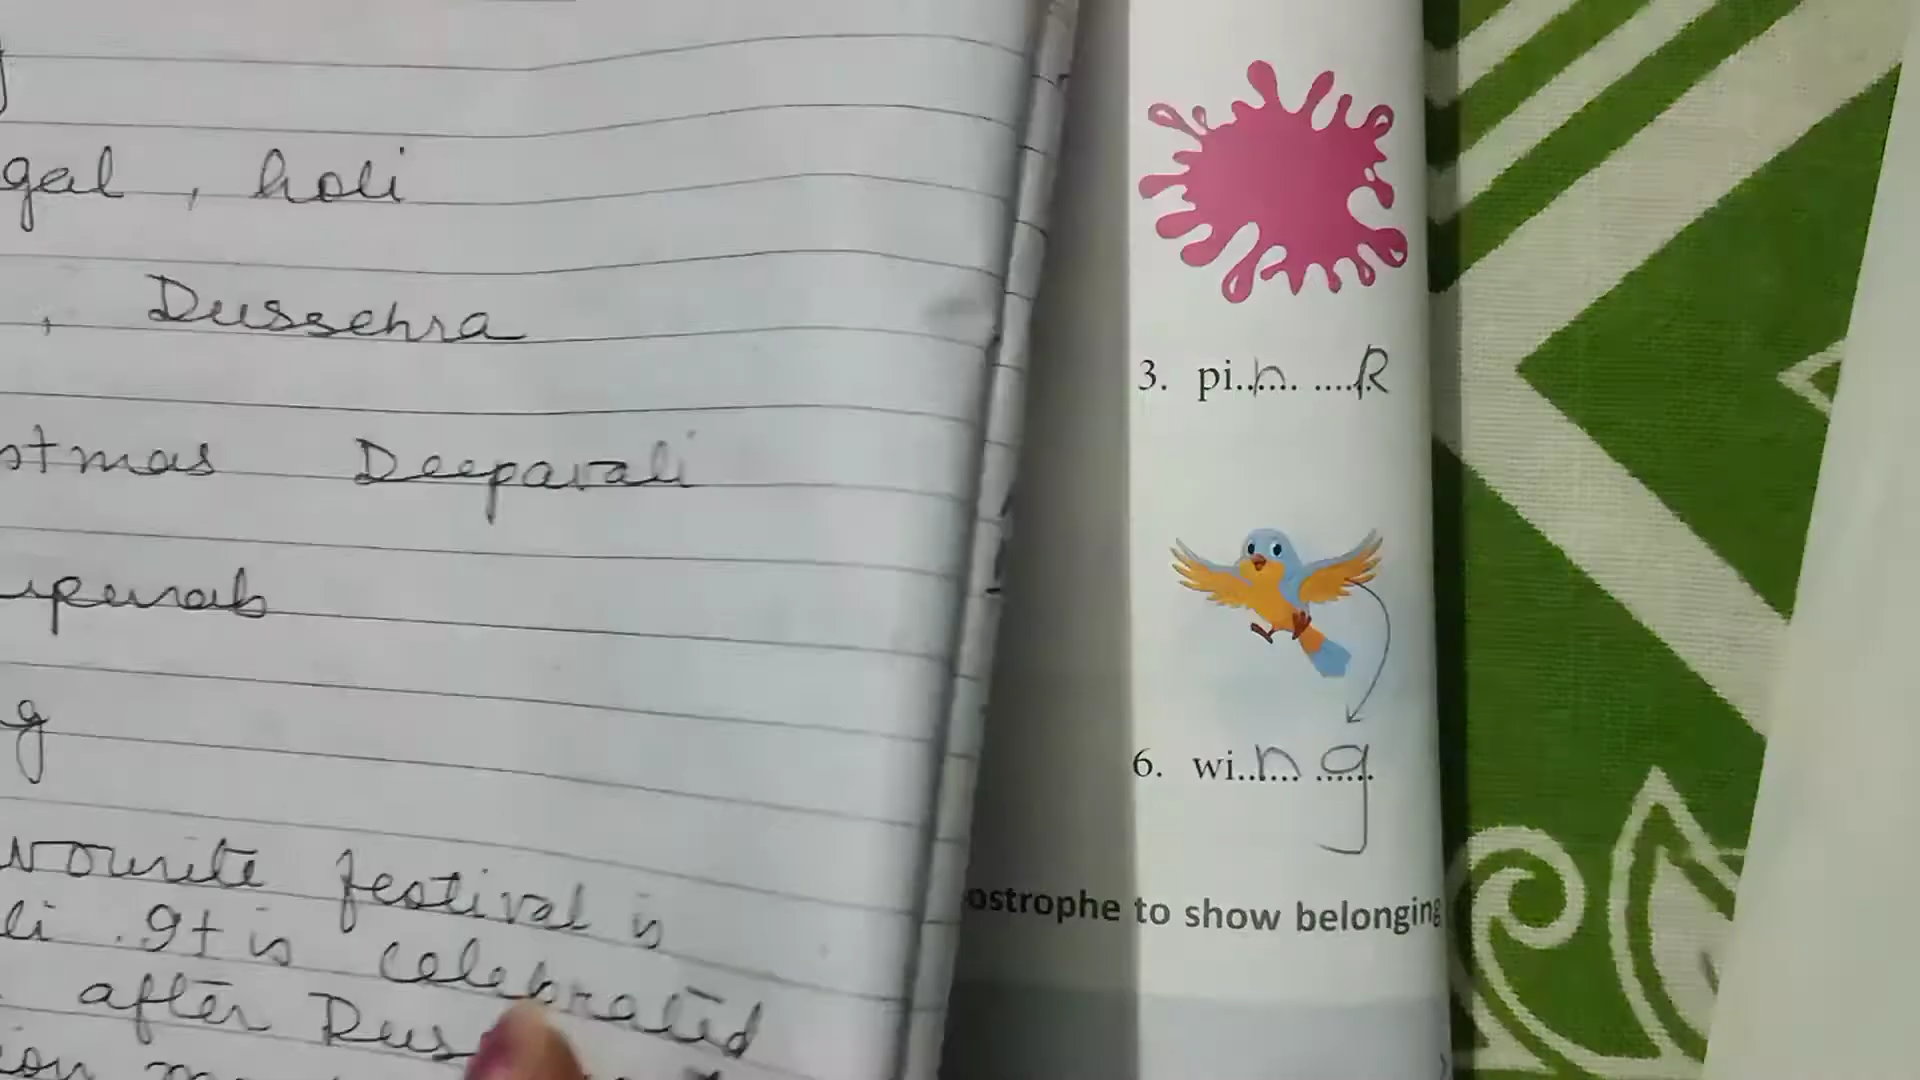 gal , holi
, Dussehra
stmas Deepavali
g
vourite festival is
li . It is celebrated
after Dus
3. pi...n... ....k
6. wi...n... ...g...
ostrophe to show belonging